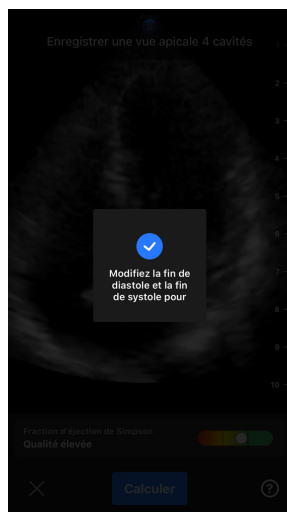 Enregistrer une vue apicale 4 cavités
2
3
4
5
6
7
8
9
10
Modifiez la fin de
diastole et la fin
de systole pour
Fraction d'éjection de Simpson
Qualité élevée
Calculer
?